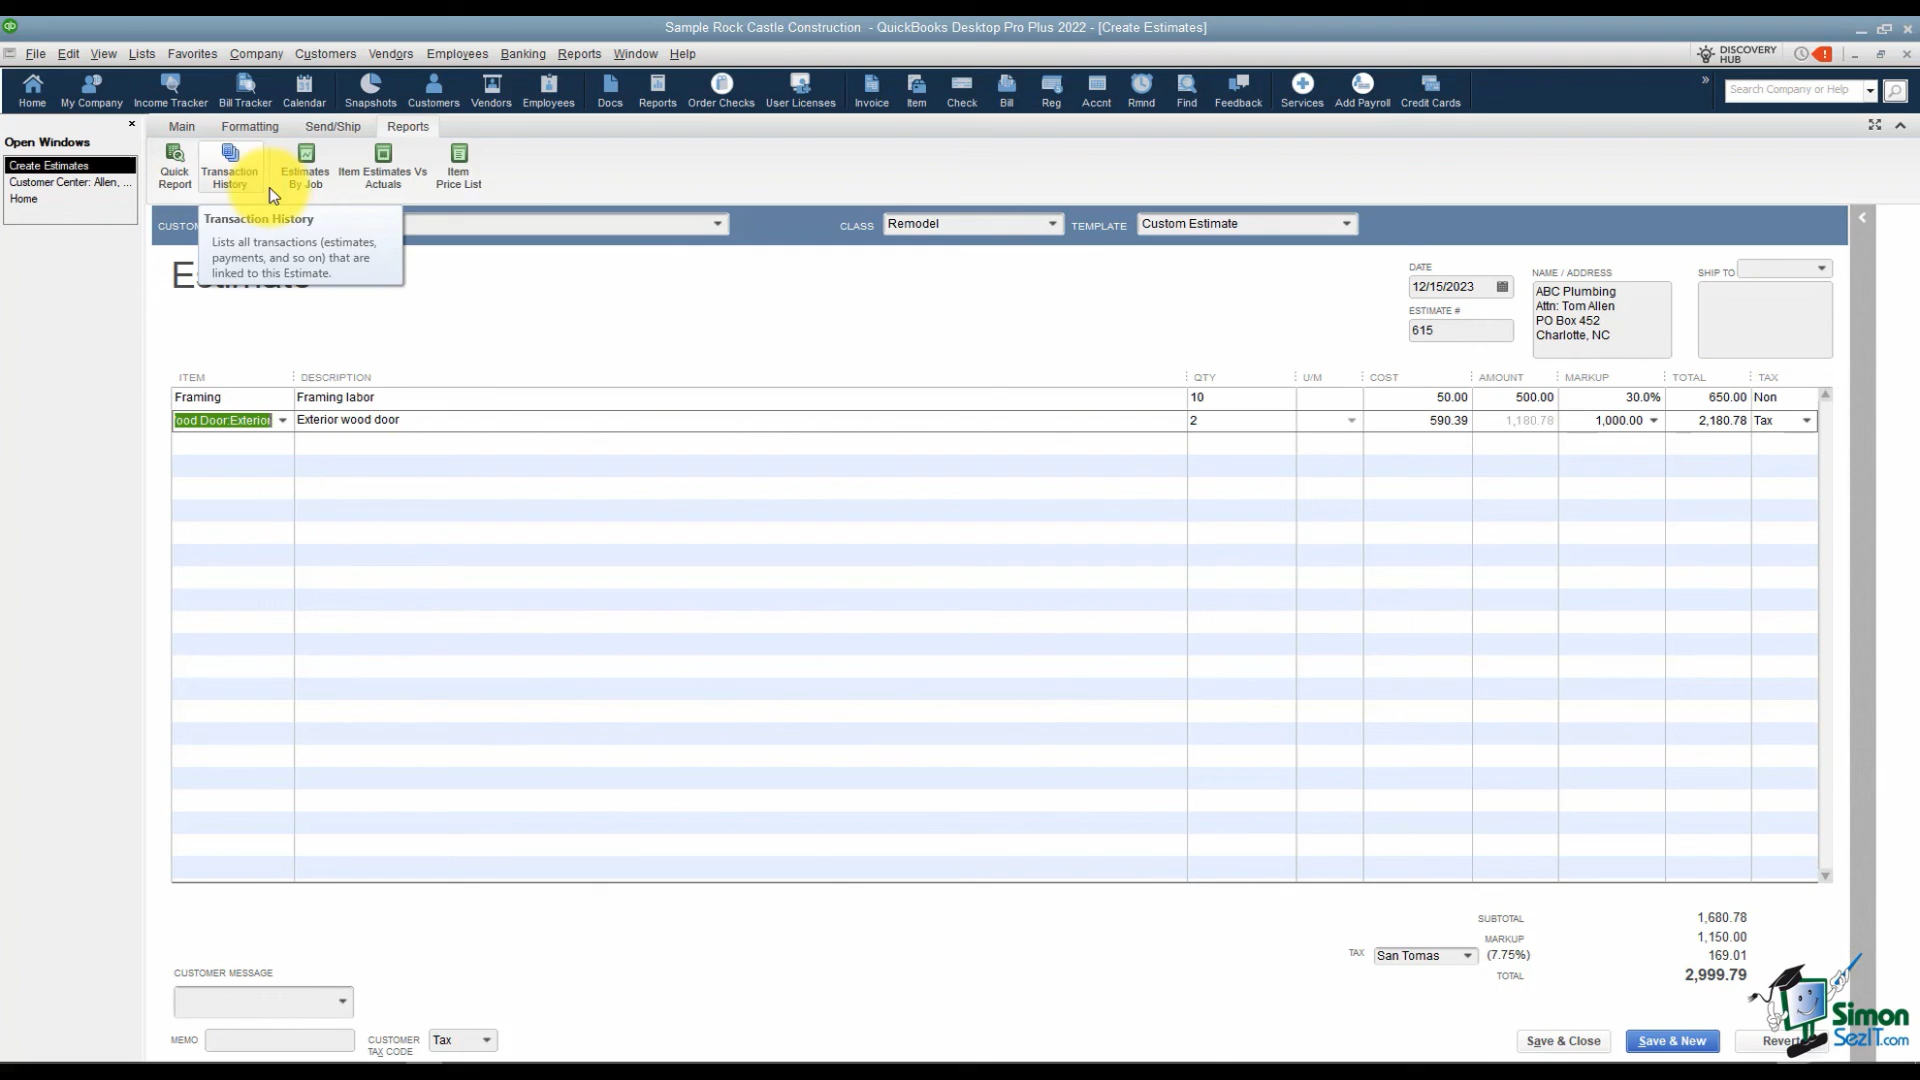 Sample Rock Castle Construction - QuickBooks Desktop Pro Plus 2022 - [Create Estimates]
File Edit View Lists Favorites Company Customers Vendors Employees Banking Reports Window Help
DISCOVERY
HUB
Home My Company Income Tracker Bill Tracker Calendar Snapshots Customers Vendors Employees Docs Reports Order Checks User Licenses Invoice Item Check Bill Reg Accnt Rmnd Find Feedback Services Add Payroll Credit Cards
Search Company or Help
Open Windows
Create Estimates
Customer Center: Allen, ...
Home
Main Formatting Send/Ship Reports
Quick
Report
Transaction
History
Estimates
By Job
Item Estimates Vs
Actuals
Item
Price List
Transaction History
Lists all transactions (estimates,
payments, and so on) that are
linked to this Estimate.
CLASS Remodel
TEMPLATE Custom Estimate
DATE
12/15/2023
ESTIMATE #
615
NAME / ADDRESS
ABC Plumbing
Attn: Tom Allen
PO Box 452
Charlotte, NC
SHIP TO
ITEM DESCRIPTION QTY U/M COST AMOUNT MARKUP TOTAL TAX
Framing Framing labor 10 50.00 500.00 30.0% 650.00 Non
ood Door:Exterior Exterior wood door 2 590.39 1,180.78 1,000.00 2,180.78 Tax
SUBTOTAL 1,680.78
MARKUP 1,150.00
TAX San Tomas (7.75%) 169.01
TOTAL 2,999.79
CUSTOMER MESSAGE
MEMO
CUSTOMER
TAX CODE
Tax
Save & Close Save & New Revert
Simon
SezIT.com